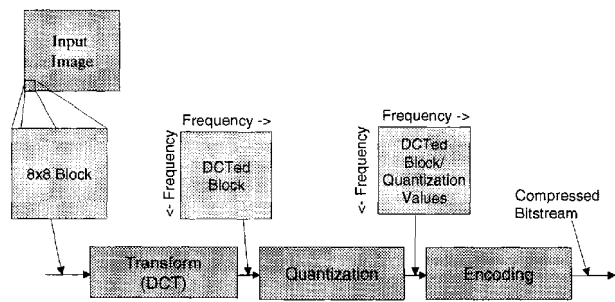 Input
Image
8x8 Block
Frequency ->
<- Frequency
DCTed
Block
Frequency ->
<- Frequency
DCTed
Block/
Quantization
Values
Compressed
Bitstream
Transform
(DCT)
Quantization
Encoding